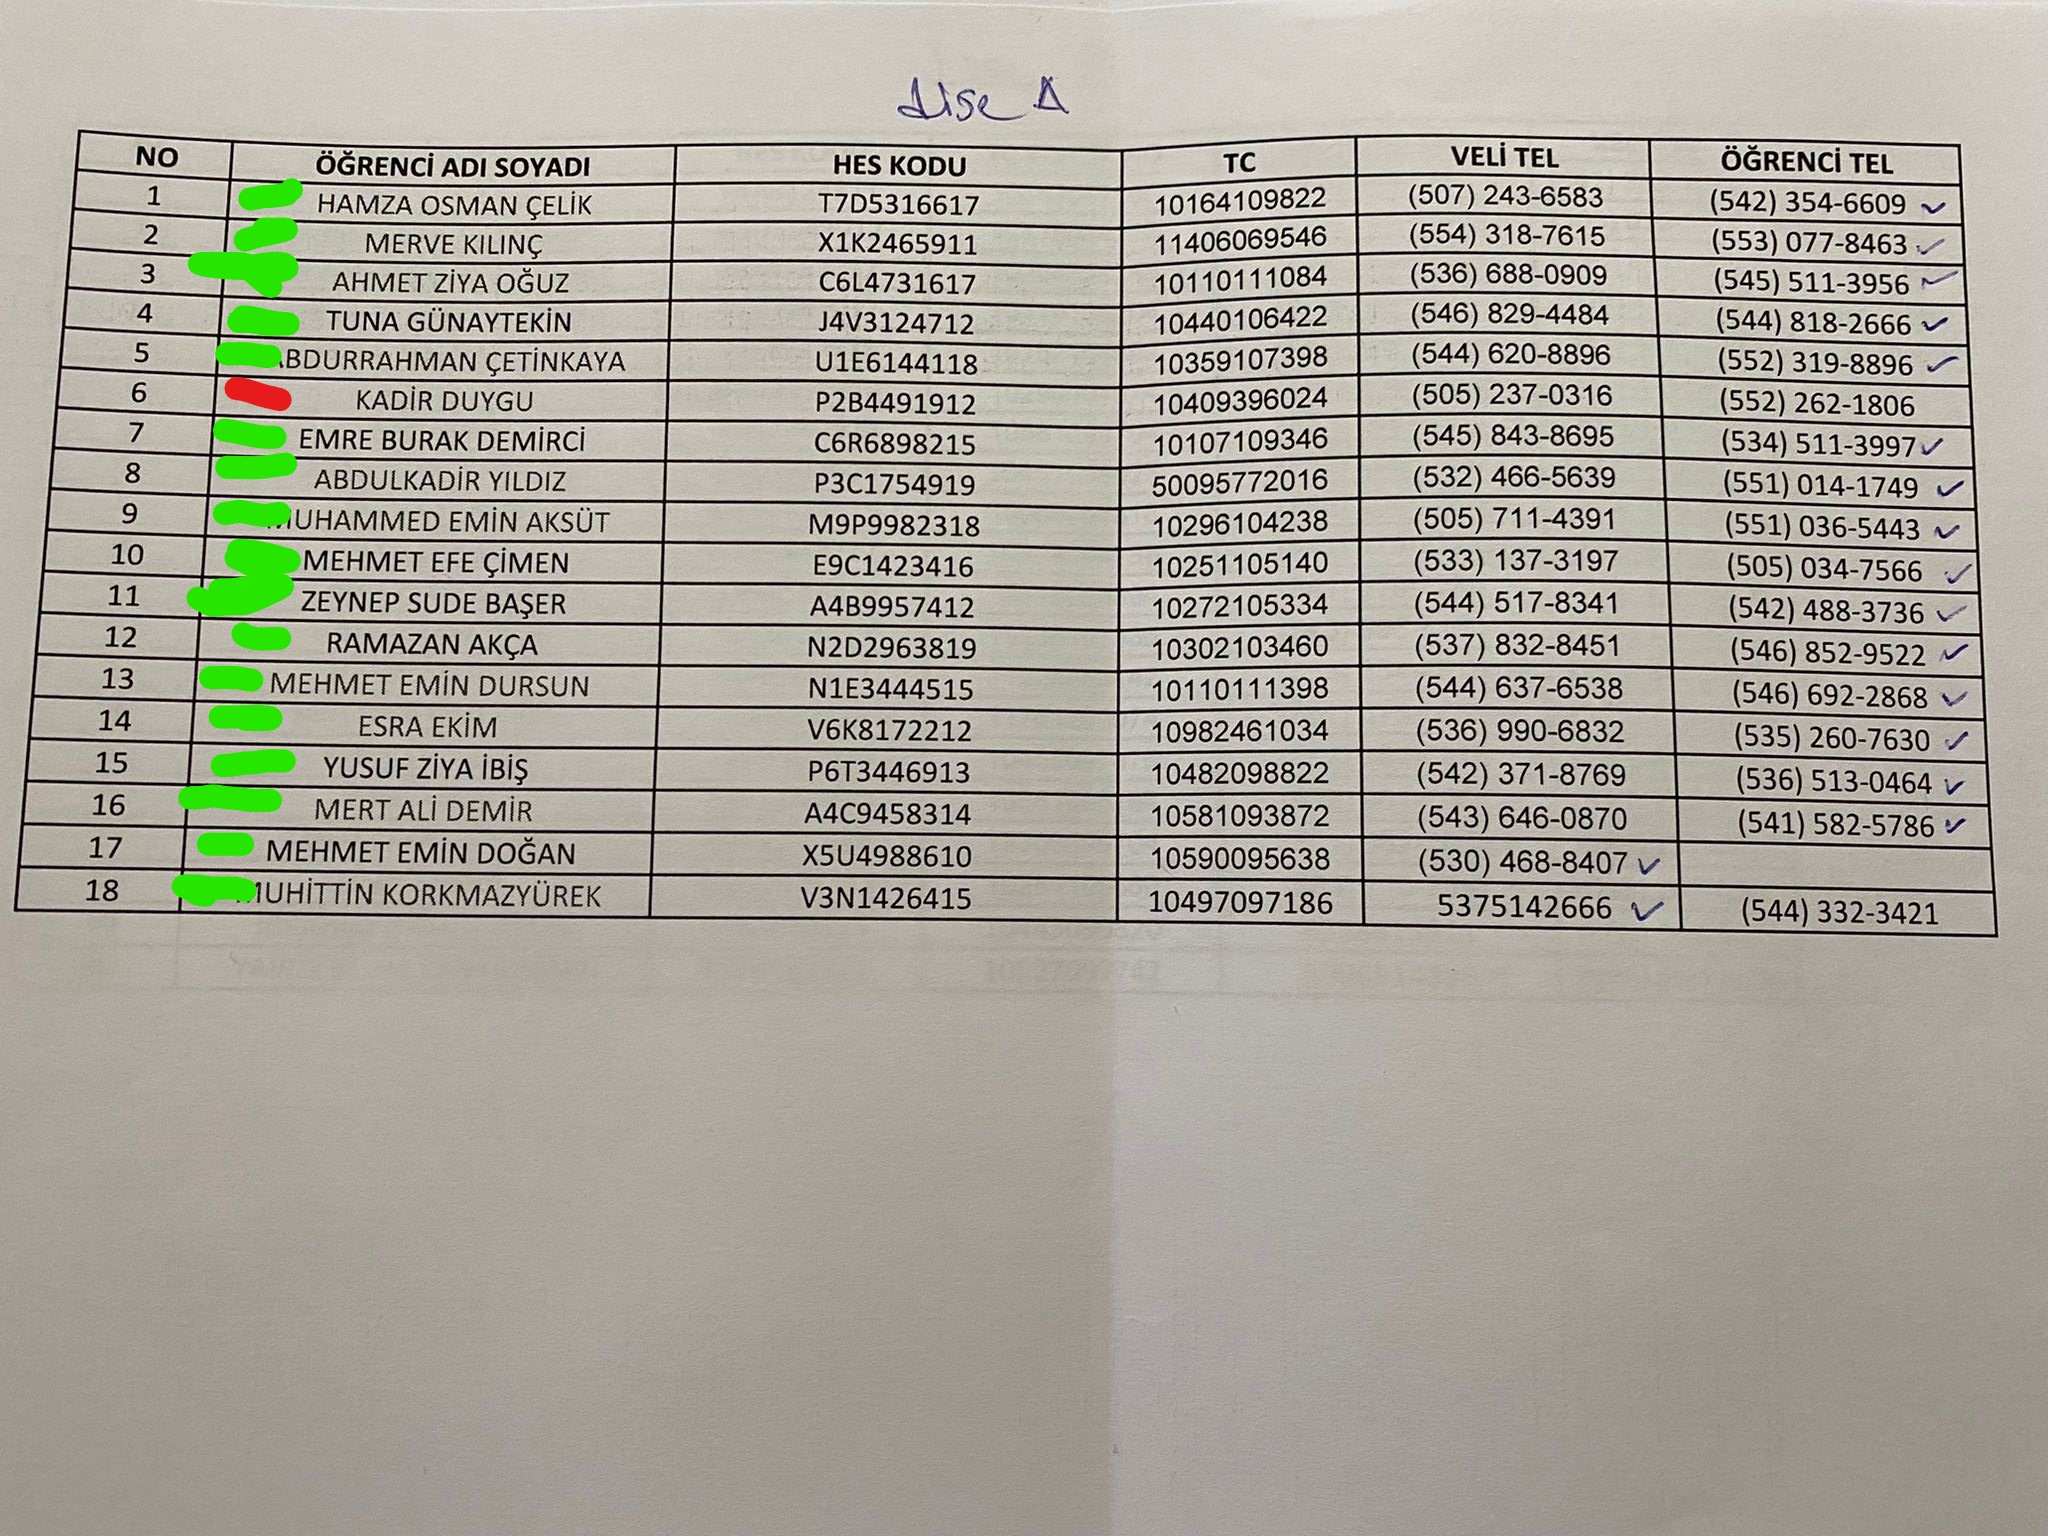 Lise A
NO ÖĞRENCİ ADI SOYADI HES KODU TC VELİ TEL ÖĞRENCİ TEL
1 HAMZA OSMAN ÇELİK T7D5316617 10164109822 (507) 243-6583 (542) 354-6609
2 MERVE KILINÇ X1K2465911 11406069546 (554) 318-7615 (553) 077-8463
3 AHMET ZİYA OĞUZ C6L4731617 10110111084 (536) 688-0909 (545) 511-3956
4 TUNA GÜNAYTEKİN J4V3124712 10440106422 (546) 829-4484 (544) 818-2666
5 ABDURRAHMAN ÇETİNKAYA U1E6144118 10359107398 (544) 620-8896 (552) 319-8896
6 KADİR DUYGU P2B4491912 10409396024 (505) 237-0316 (552) 262-1806
7 EMRE BURAK DEMİRCİ C6R6898215 10107109346 (545) 843-8695 (534) 511-3997
8 ABDULKADİR YILDIZ P3C1754919 50095772016 (532) 466-5639 (551) 014-1749
9 MUHAMMED EMİN AKSÜT M9P9982318 10296104238 (505) 711-4391 (551) 036-5443
10 MEHMET EFE ÇİMEN E9C1423416 10251105140 (533) 137-3197 (505) 034-7566
11 ZEYNEP SUDE BAŞER A4B9957412 10272105334 (544) 517-8341 (542) 488-3736
12 RAMAZAN AKÇA N2D2963819 10302103460 (537) 832-8451 (546) 852-9522
13 MEHMET EMİN DURSUN N1E3444515 10110111398 (544) 637-6538 (546) 692-2868
14 ESRA EKİM V6K8172212 10982461034 (536) 990-6832 (535) 260-7630
15 YUSUF ZİYA İBİŞ P6T3446913 10482098822 (542) 371-8769 (536) 513-0464
16 MERT ALİ DEMİR A4C9458314 10581093872 (543) 646-0870 (541) 582-5786
17 MEHMET EMİN DOĞAN X5U4988610 10590095638 (530) 468-8407
18 MUHİTTİN KORKMAZYÜREK V3N1426415 10497097186 5375142666 (544) 332-3421